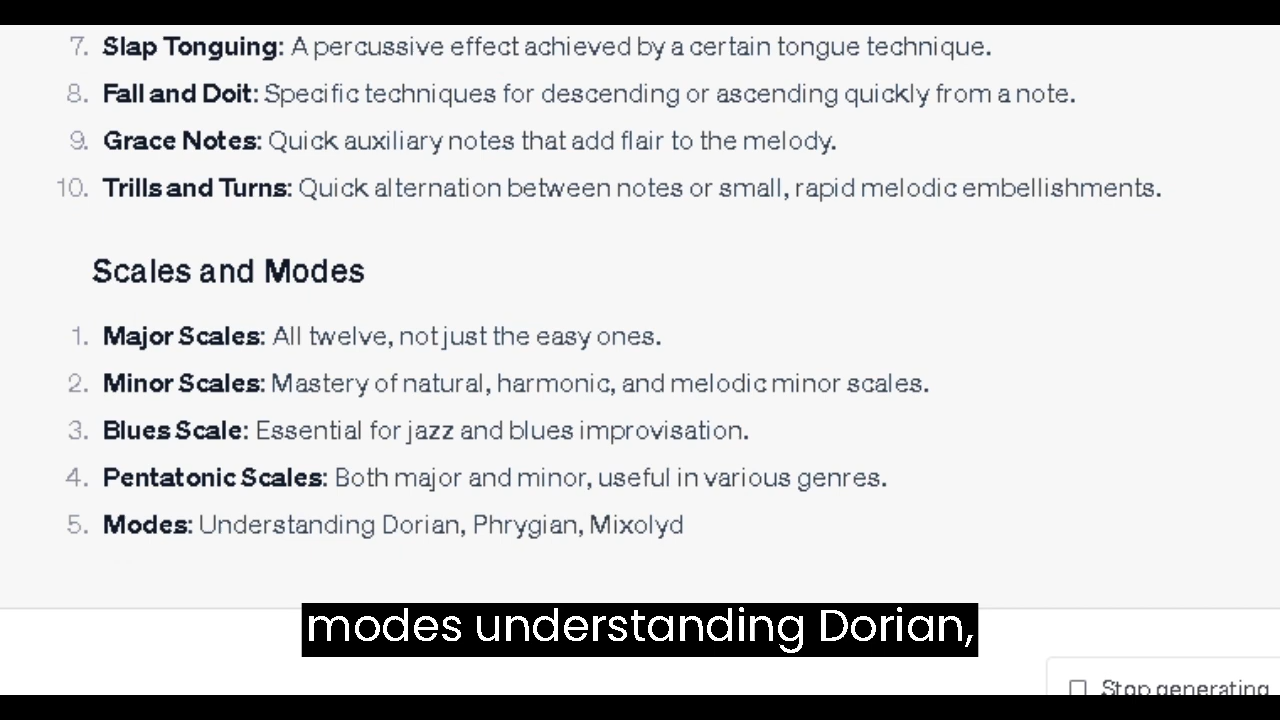 7. Slap Tonguing: A percussive effect achieved by a certain tongue technique.
8. Fall and Doit: Specific techniques for descending or ascending quickly from a note.
9. Grace Notes: Quick auxiliary notes that add flair to the melody.
10. Trills and Turns: Quick alternation between notes or small, rapid melodic embellishments.
Scales and Modes
1. Major Scales: All twelve, not just the easy ones.
2. Minor Scales: Mastery of natural, harmonic, and melodic minor scales.
3. Blues Scale: Essential for jazz and blues improvisation.
4. Pentatonic Scales: Both major and minor, useful in various genres.
5. Modes: Understanding Dorian, Phrygian, Mixolyd
modes understanding Dorian,
Stop generating